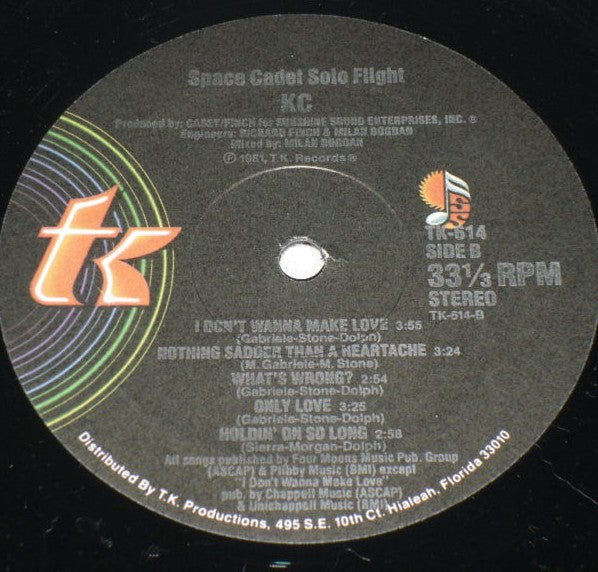 Space Cadet Solo Flight
KC
Produced by: CADET/FINCH for SUNSHINE SOUND ENTERPRISES, INC.®
Engineers: RICHARD FINCH & MILAN BOGDAN
Mixed by: MILAN BOGDAN
℗ 1981, T.K. Records®
tk
TK-614
SIDE B
33⅓ RPM
STEREO
TK-614-B
I DON'T WANNA MAKE LOVE 3:55
(Gabriele-Stone-Dolph)
NOTHING SADDER THAN A HEARTACHE 3:24
(M. Gabriele-M. Stone)
WHAT'S WRONG? 2:54
(Gabriele-Stone-Dolph)
ONLY LOVE 3:25
(Gabriele-Stone-Dolph)
HOLDIN' ON SO LONG 2:58
(Sierra-Morgan-Dolph)
All songs published by Four Moons Music Pub. Group
(ASCAP) & Plibby Music (BMI) except
"I Don't Wanna Make Love"
pub. by Chappell Music (ASCAP)
& Unichappell Music (BMI)
Distributed By T.K. Productions, 495 S.E. 10th Ct. Hialeah, Florida 33010